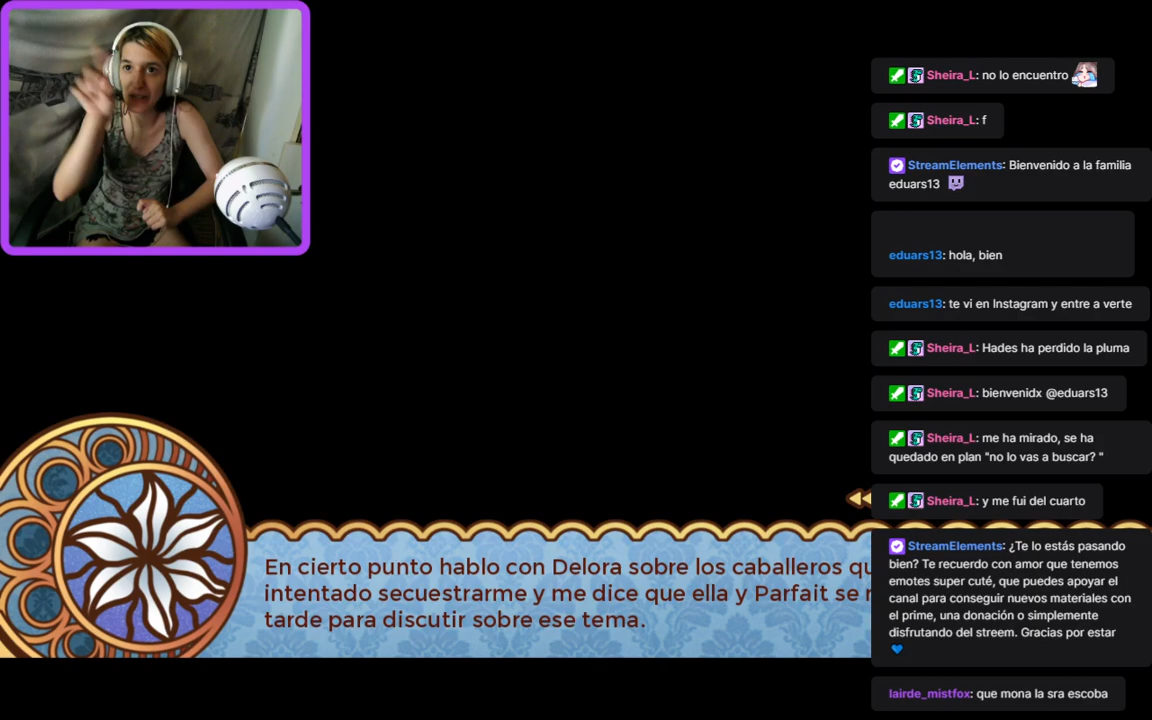 Sheira_L: no lo encuentro
Sheira_L: f
StreamElements: Bienvenido a la familia
eduars13
eduars13: hola, bien
eduars13: te vi en Instagram y entre a verte
Sheira_L: Hades ha perdido la pluma
Sheira_L: bienvenidx @eduars13
Sheira_L: me ha mirado, se ha
quedado en plan "no lo vas a buscar? "
Sheira_L: y me fui del cuarto
StreamElements: ¿Te lo estás pasando
bien? Te recuerdo con amor que tenemos
emotes super cuté, que puedes apoyar el
canal para conseguir nuevos materiales con
el prime, una donación o simplemente
disfrutando del streem. Gracias por estar
lairde_mistfox: que mona la sra escoba
En cierto punto hablo con Delora sobre los caballeros
intentado secuestrarme y me dice que ella y Parfait se
tarde para discutir sobre ese tema.